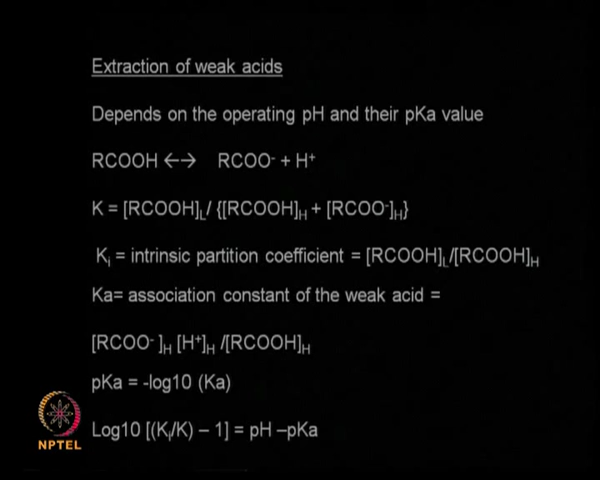 Extraction of weak acids
Depends on the operating pH and their pKa value
RCOOH ←→ RCOO⁻ + H⁺
K = [RCOOH]L/ {[RCOOH]H + [RCOO⁻]H}
Ki = intrinsic partition coefficient = [RCOOH]L/[RCOOH]H
Ka= association constant of the weak acid =
[RCOO⁻ ]H [H⁺]H /[RCOOH]H
pKa = -log10 (Ka)
Log10 [(Ki/K) – 1] = pH –pKa
NPTEL